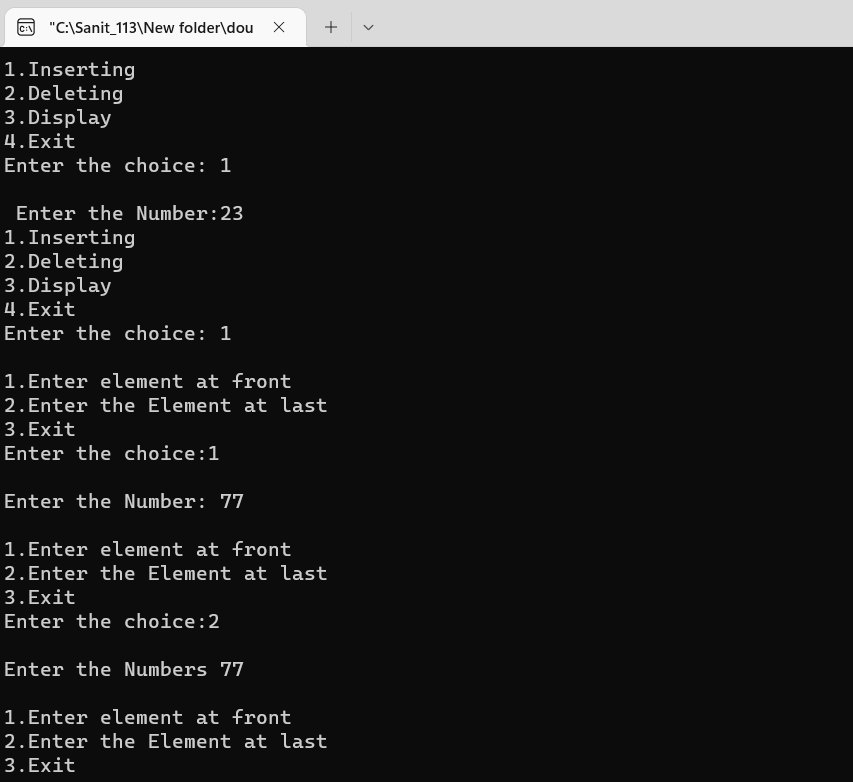 "C:\Sanit_113\New folder\dou
1.Inserting
2.Deleting
3.Display
4.Exit
Enter the choice: 1
Enter the Number:23
1.Inserting
2.Deleting
3.Display
4.Exit
Enter the choice: 1
1.Enter element at front
2.Enter the Element at last
3.Exit
Enter the choice:1
Enter the Number: 77
1.Enter element at front
2.Enter the Element at last
3.Exit
Enter the choice:2
Enter the Numbers 77
1.Enter element at front
2.Enter the Element at last
3.Exit